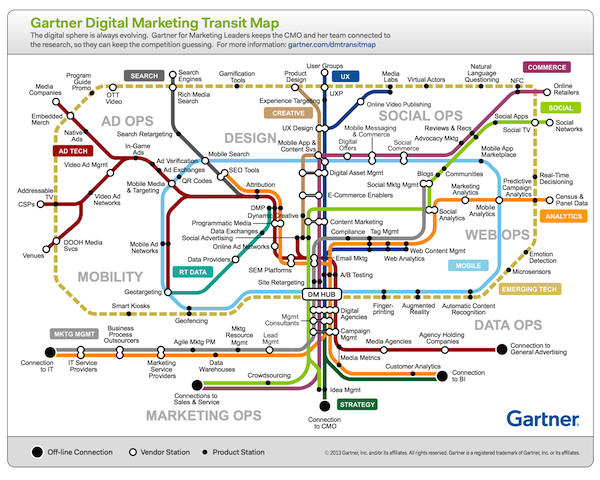 Gartner Digital Marketing Transit Map
The digital sphere is always evolving. Gartner for Marketing Leaders keeps the CMO and her team connected to
the research, so they can keep the competition guessing. For more information: gartner.com/dmtransitmap
User Groups
Program
Guide
Promo
SEARCH
Search
Engines
Gamification
Tools
Product
Design
UX
Media
Labs
Virtual Actors
Natural
Language
Questioning
NFC
COMMERCE
Online
Retailers
Media
Companies
OTT
Video
Rich Media
Search
Experience Targeting
UXP
Online Video Publishing
SOCIAL
Embedded
Merch
AD OPS
CREATIVE
SOCIAL OPS
Social Apps
Social TV
Social
Networks
Native
Ads
Search Retargeting
DESIGN
UX Design
Mobile Messaging
& Commerce
Reviews & Recs
Advocacy Mktg
AD TECH
In-Game
Ads
Ad Verification
Ad Exchanges
Mobile Search
Mobile App &
Content Svs
Digital
Offers
Social
Commerce
Mobile App
Marketplace
Video Ad Mgmt
Mobile Media
& Targeting
QR Codes
SEO Tools
Digital Asset Mgmt
Blogs
Communities
Real-Time
Decisioning
Addressable
TV
CSPs
Video Ad
Networks
Attribution
E-Commerce Enablers
Social Mktg Mgmt
Marketing
Analytics
Predictive
Campaign
Analytics
Census &
Panel Data
DMP
Dynamic Creative
Programmatic
Media
Data Exchanges
Content Marketing
Social
Analytics
Mobile
Analytics
ANALYTICS
Social Advertising
Compliance
Tag Mgmt
WEB OPS
Venues
DOOH Media
Svcs
Mobile Ad
Networks
Online Ad Networks
Web Analytics
Web Content Mgmt
Data Providers
Email Mktg
Emotion
Detection
MOBILITY
RT DATA
SEM Platforms
A/B Testing
MOBILE
Microsensors
Site Retargeting
Geotargeting
DM HUB
EMERGING TECH
Smart Kiosks
Geofencing
Mgmt
Consultants
Digital
Agencies
Finger-
printing
Augmented
Reality
Automatic Content
Recognition
DATA OPS
MKTG MGMT
Business
Process
Outsourcers
Agile Mktg PM
Mktg
Resource
Mgmt
Lead
Mgmt
Campaign
Mgmt
Media Agencies
Agency Holding
Companies
Connection
to IT
IT Service
Providers
Marketing
Service
Providers
Data
Warehouses
Media Metrics
Customer Analytics
Connection to
General Advertising
Crowdsourcing
Connection
to BI
Connections to
Sales & Service
Idea Mgmt
MARKETING OPS
STRATEGY
Connection to
CMO
Gartner
Off-line Connection
Vendor Station
Product Station
© 2013 Gartner, Inc. and/or its affiliates. All rights reserved. Gartner is a registered trademark of Gartner, Inc. or its affiliates.